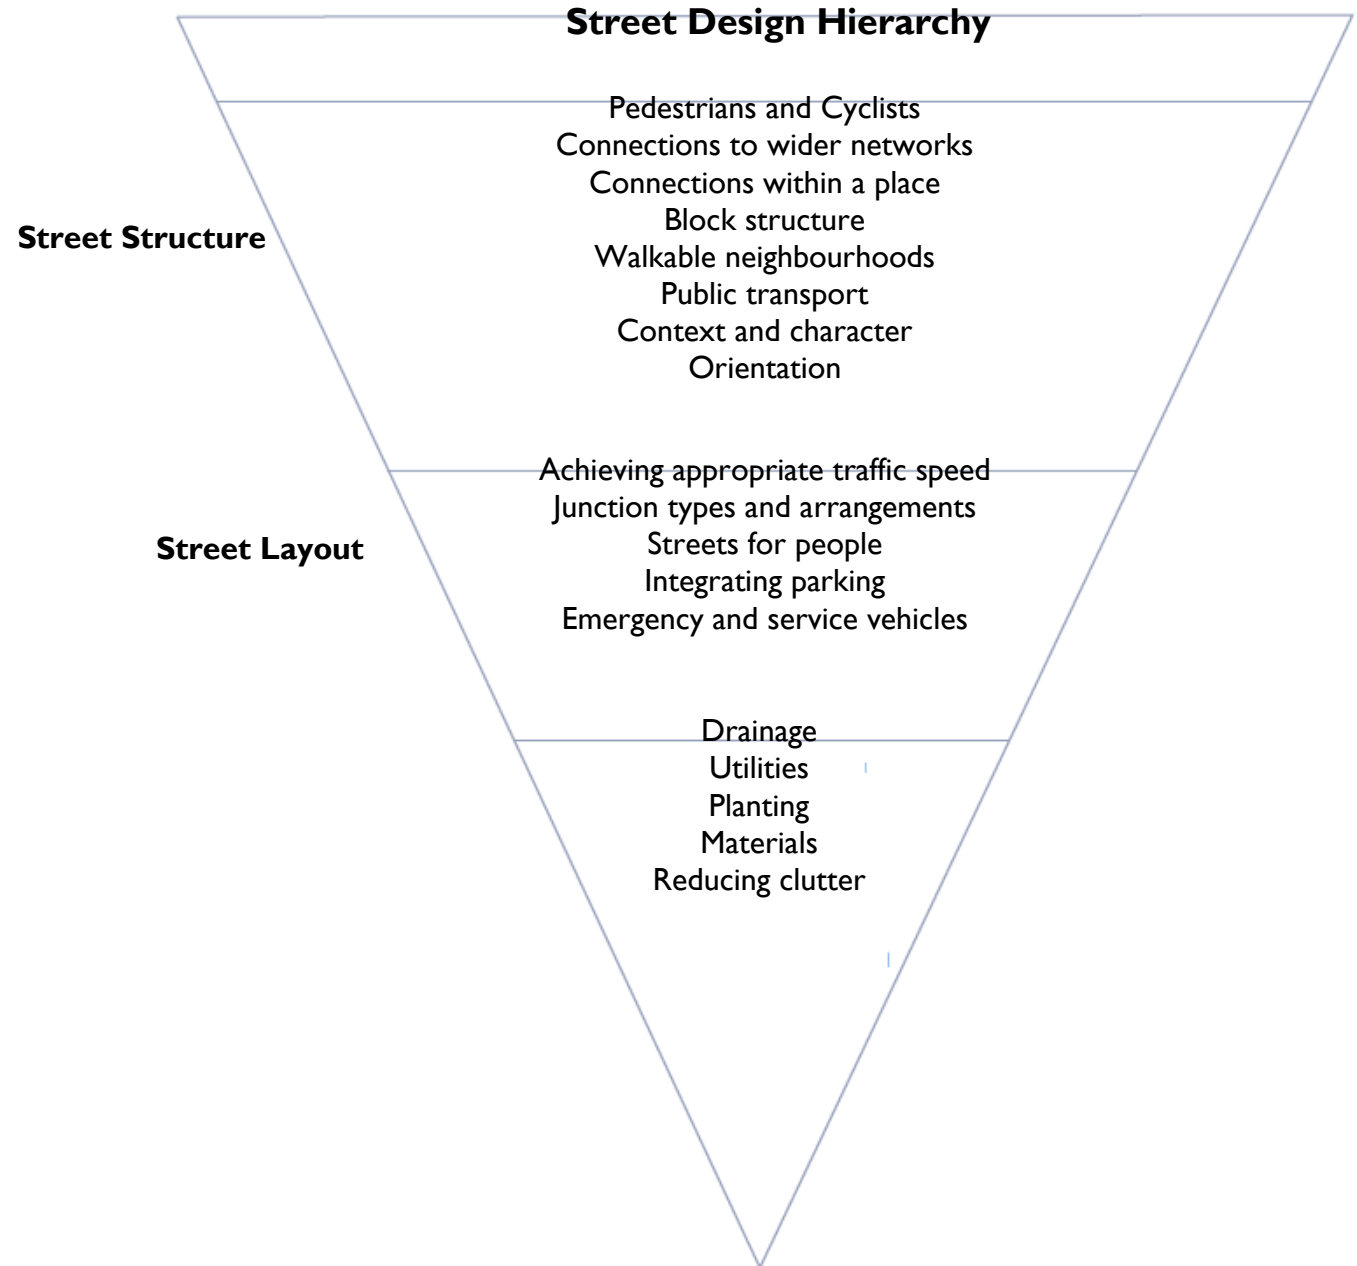 Street Design Hierarchy
Pedestrians and Cyclists
Connections to wider networks
Connections within a place
Block structure
Street Structure
Walkable neighbourhoods
Public transport
Context and character
Orientation
Achieving appropriate traffic speed
Junction types and arrangements
Street Layout
Streets for people
Integrating parking
Emergency and service vehicles
Drainage
Utilities
Planting
Materials
Reducing clutter